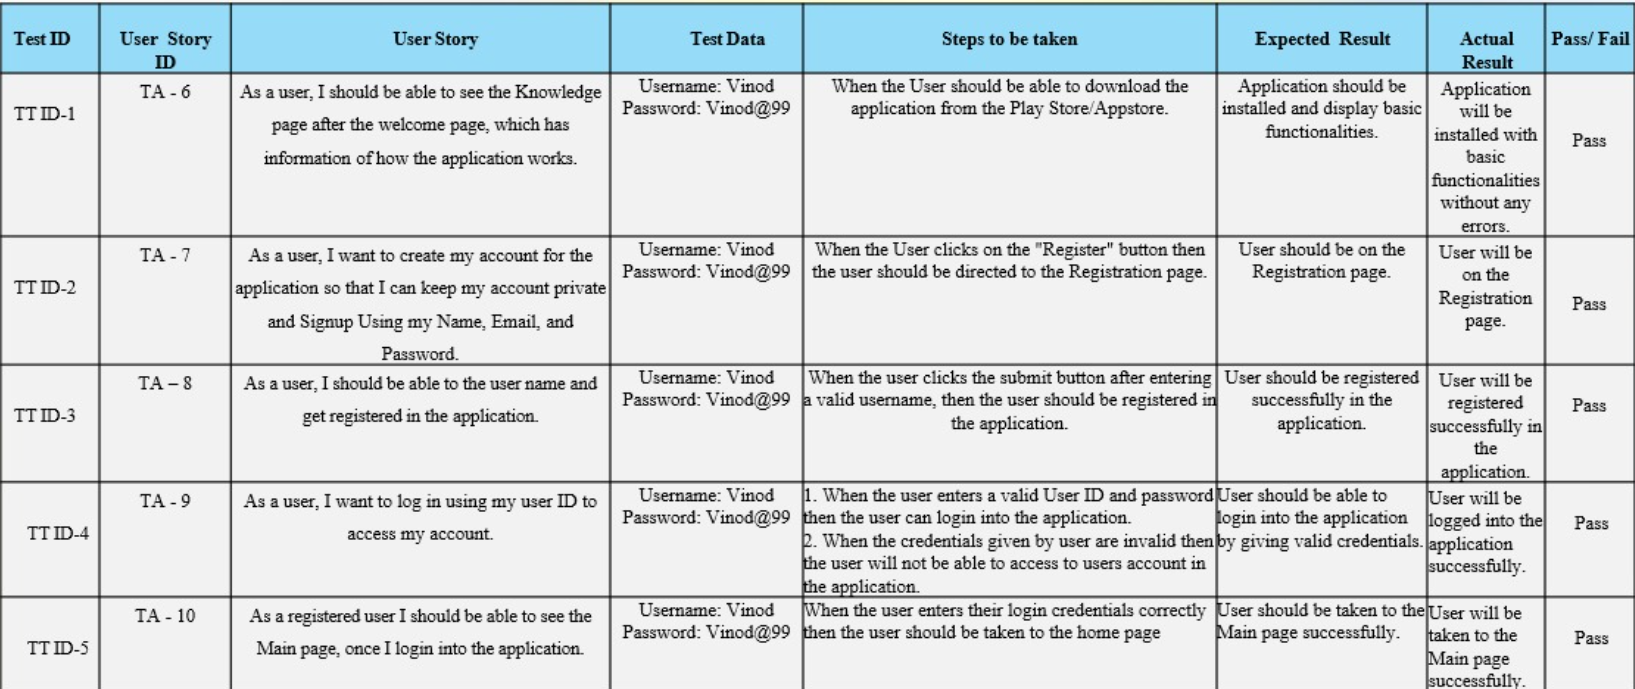 Test ID
User Story
ID
User Story
Test Data
Steps to be taken
Expected Result
Actual
Result
Pass/ Fail
TT ID-1
TA - 6
As a user, I should be able to see the Knowledge
page after the welcome page, which has
information of how the application works.
Username: Vinod
Password: Vinod@99
When the User should be able to download the
application from the Play Store/Appstore.
Application should be
installed and display basic
functionalities.
Application
will be
installed with
basic
functionalities
without any
errors.
Pass
TT ID-2
TA - 7
As a user, I want to create my account for the
application so that I can keep my account private
and Signup Using my Name, Email, and
Password.
Username: Vinod
Password: Vinod@99
When the User clicks on the "Register" button then
the user should be directed to the Registration page.
User should be on the
Registration page.
User will be
on the
Registration
page.
Pass
TT ID-3
TA – 8
As a user, I should be able to the user name and
get registered in the application.
Username: Vinod
Password: Vinod@99
When the user clicks the submit button after entering
a valid username, then the user should be registered in
the application.
User should be registered
successfully in the
application.
User will be
registered
successfully in
the
application.
Pass
TT ID-4
TA - 9
As a user, I want to log in using my user ID to
access my account.
Username: Vinod
Password: Vinod@99
1. When the user enters a valid User ID and password
then the user can login into the application.
2. When the credentials given by user are invalid then
the user will not be able to access to users account in
the application.
User should be able to
login into the application
by giving valid credentials.
User will be
logged into the
application
successfully.
Pass
TT ID-5
TA - 10
As a registered user I should be able to see the
Main page, once I login into the application.
Username: Vinod
Password: Vinod@99
When the user enters their login credentials correctly
then the user should be taken to the home page
User should be taken to the
Main page successfully.
User will be
taken to the
Main page
successfully.
Pass